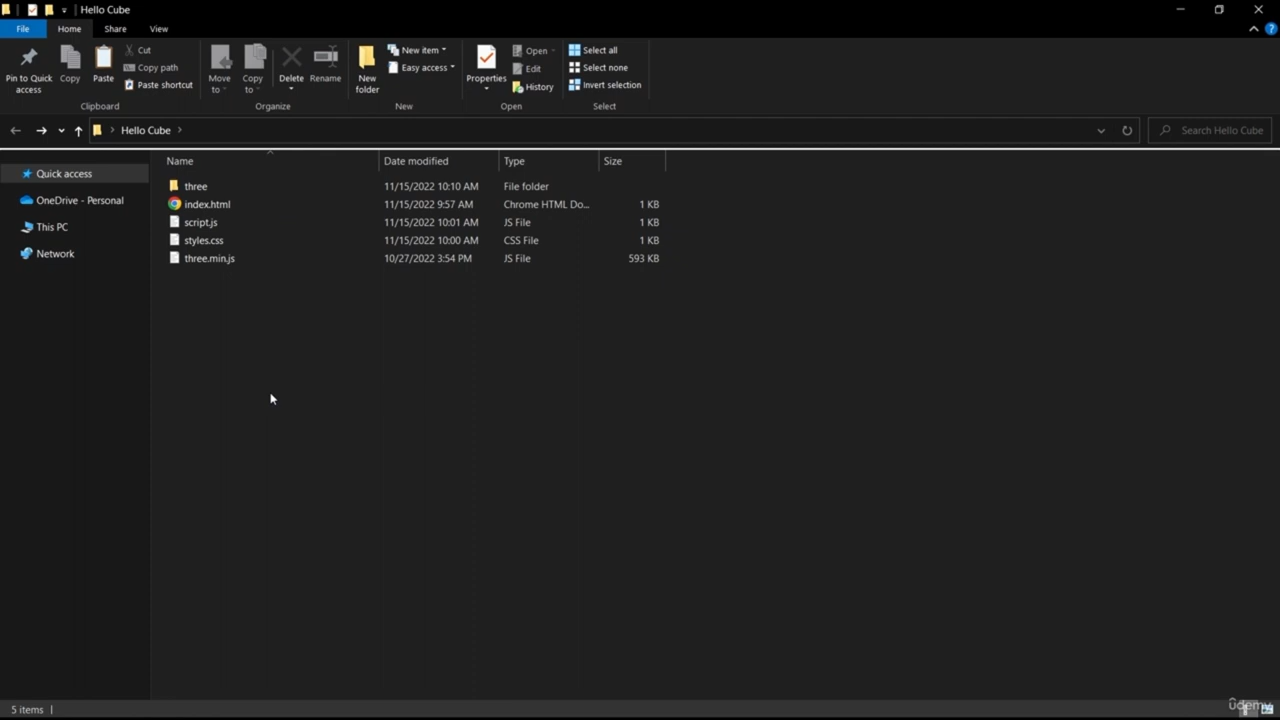 Hello Cube
File Home Share View
Pin to Quick access
Copy
Paste
Cut
Copy path
Paste shortcut
Clipboard
Move to
Copy to
Delete
Rename
Organize
New folder
New item
Easy access
New
Properties
Open
Edit
History
Open
Select all
Select none
Invert selection
Select
Hello Cube
Search Hello Cube
Quick access
OneDrive - Personal
This PC
Network
Name Date modified Type Size
three 11/15/2022 10:10 AM File folder
index.html 11/15/2022 9:57 AM Chrome HTML Do... 1 KB
script.js 11/15/2022 10:01 AM JS File 1 KB
styles.css 11/15/2022 10:00 AM CSS File 1 KB
three.min.js 10/27/2022 3:54 PM JS File 593 KB
5 items
udemy